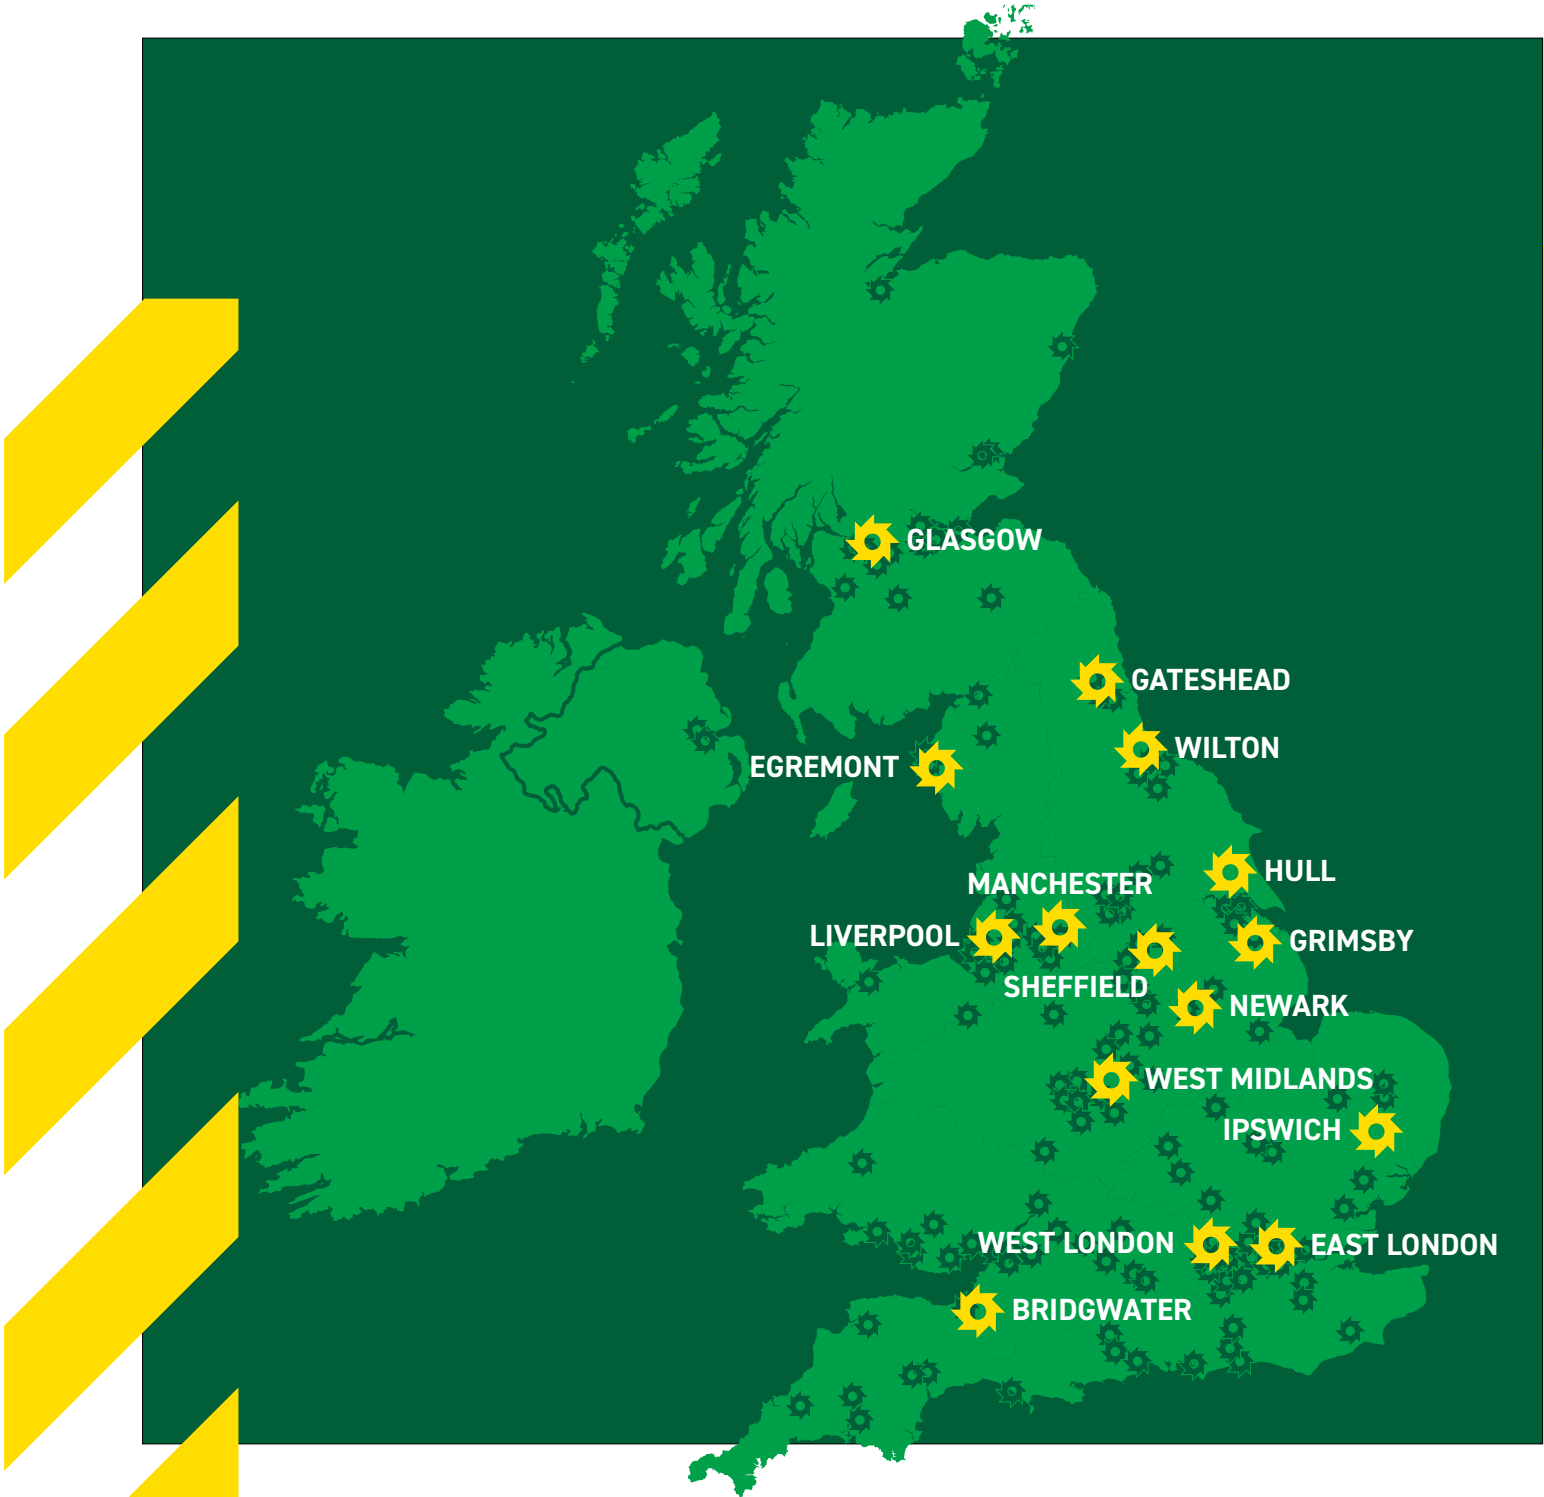 GLASGOW
GATESHEAD
WILTON
EGREMONT
HULL
MANCHESTER
LIVERPOOL
GRIMSBY
SHEFFIELD
NEWARK
WEST MIDLANDS
IPSWICH
WEST LONDON
EAST LONDON
BRIDGWATER